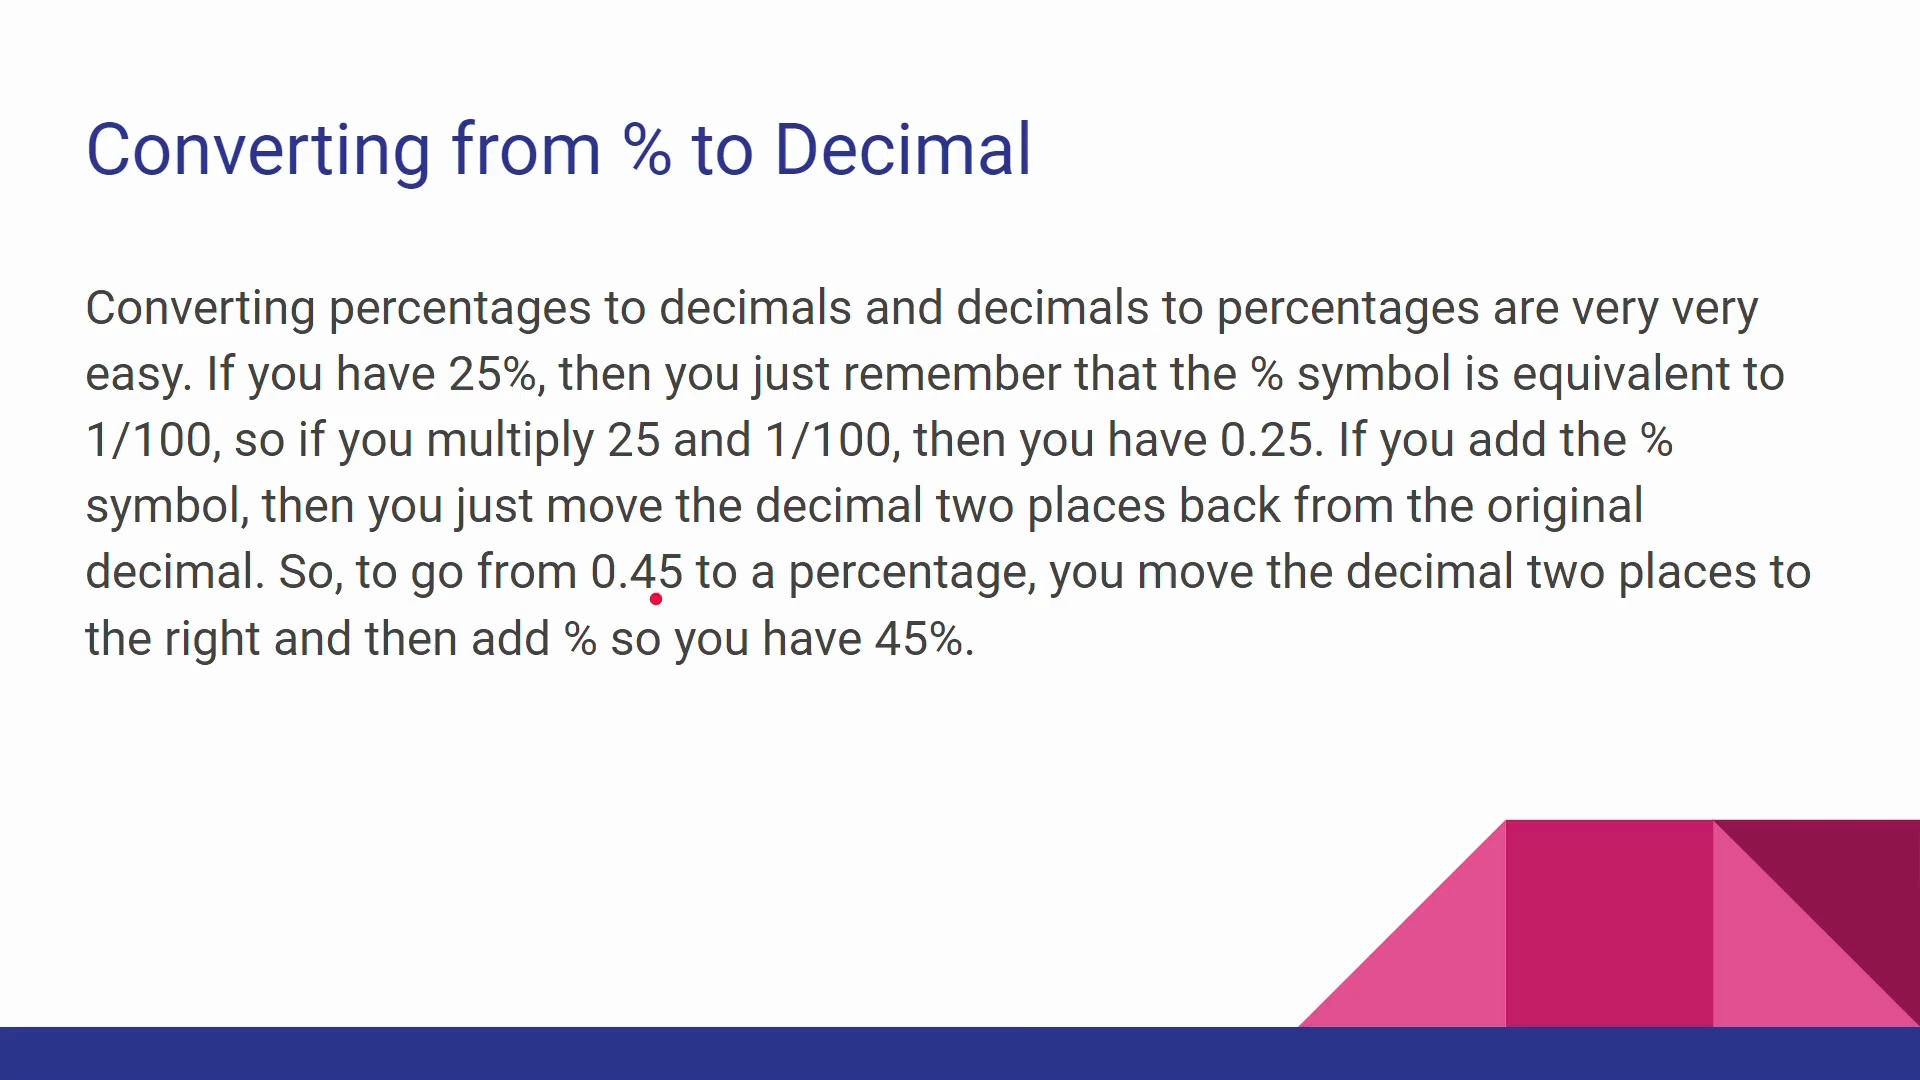 Converting from % to Decimal
Converting percentages to decimals and decimals to percentages are very very
easy. If you have 25%, then you just remember that the % symbol is equivalent to
1/100, so if you multiply 25 and 1/100, then you have 0.25. If you add the %
symbol, then you just move the decimal two places back from the original
decimal. So, to go from 0.45 to a percentage, you move the decimal two places to
the right and then add % so you have 45%.